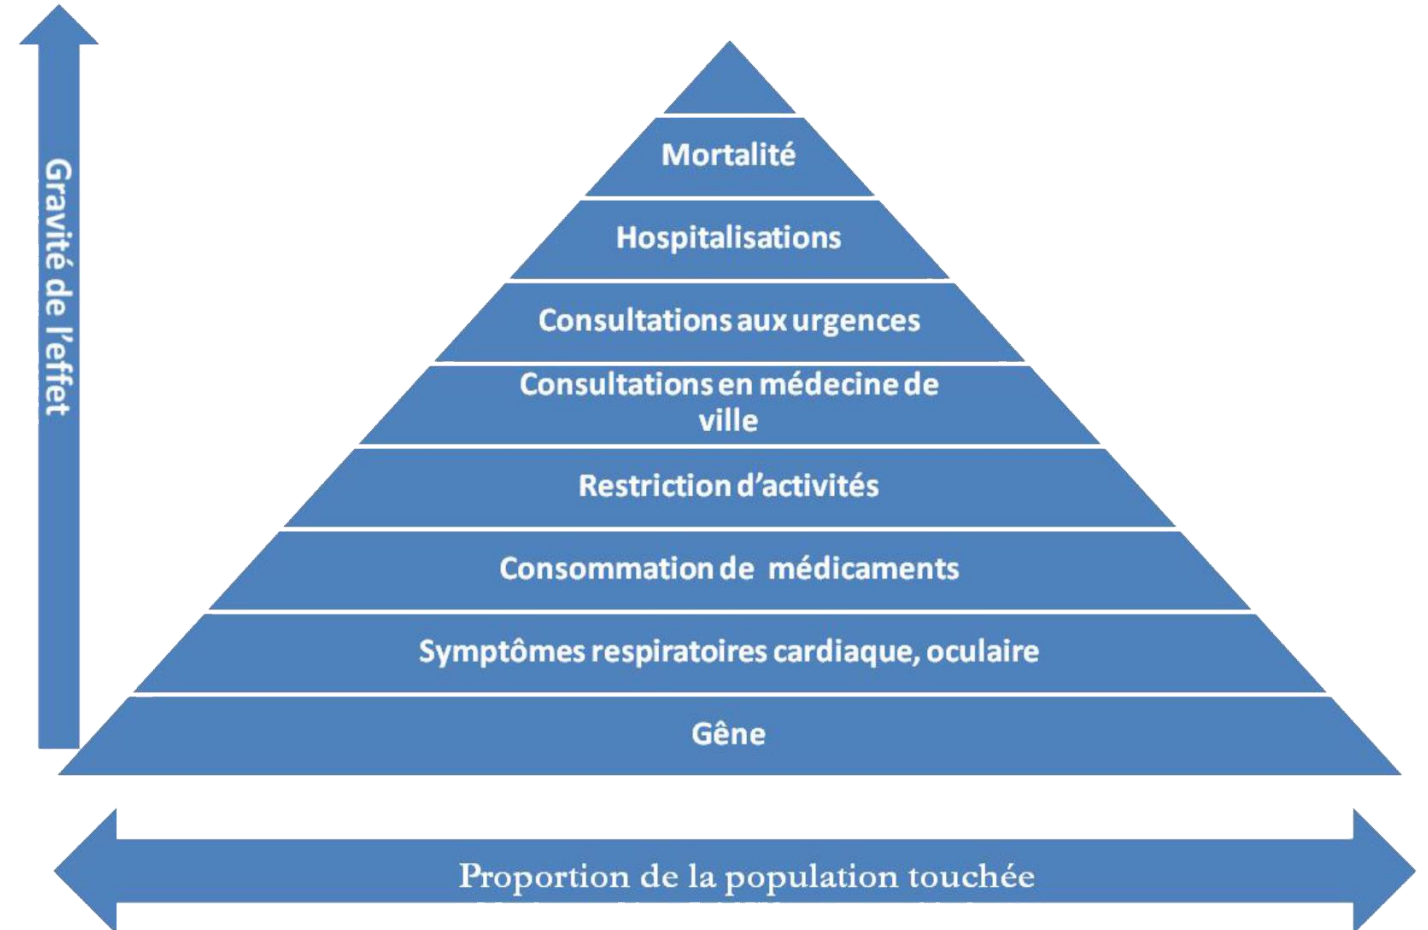 Gravité de l'effet
Mortalité
Hospitalisations
Consultations aux urgences
Consultations en médecine de
ville
Restriction d'activités
Consommation de médicaments
Symptômes respiratoires cardiaque, oculaire
Gêne
Proportion de la population touchée